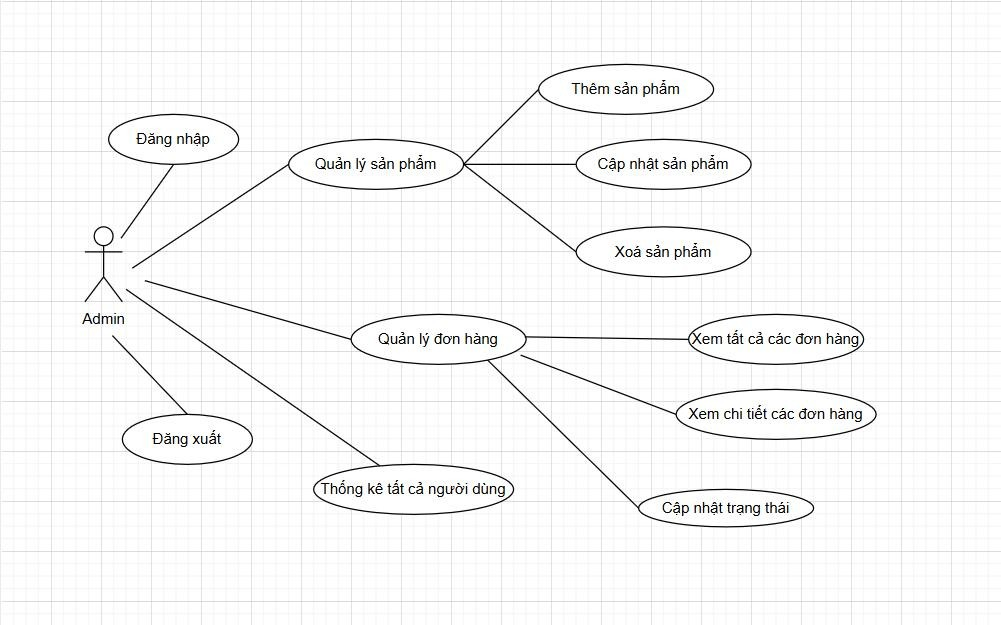 Thêm sản phẩm
Đăng nhập
Quản lý sản phẩm
Cập nhật sản phẩm
Xoá sản phẩm
Admin
Quản lý đơn hàng
Xem tất cả các đơn hàng
Xem chi tiết các đơn hàng
Đăng xuất
Thống kê tất cả người dùng
Cập nhật trạng thái